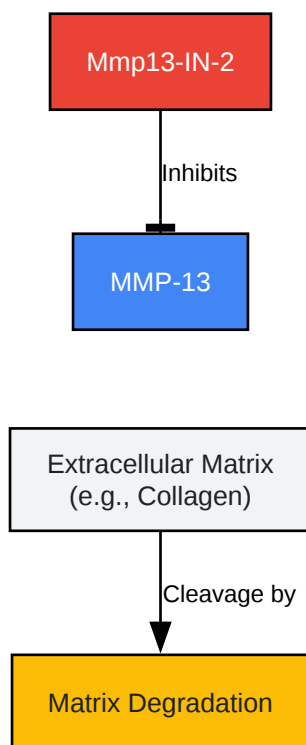 Mmp13-IN-2
Inhibits
MMP-13
Extracellular Matrix
(e.g., Collagen)
Cleavage by
Matrix Degradation